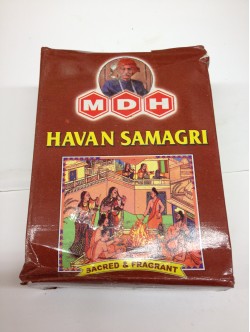 MDH
HAVAN SAMAGRI
SACRED & FRAGRANT